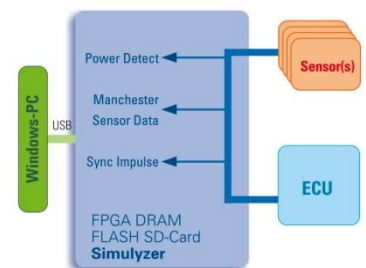 Power Detect
Manchester
Sensor Data
Sync Impulse
Sensor(s)
Windows-PC
USB
ECU
FPGA DRAM
FLASH SD-Card
Simulyzer